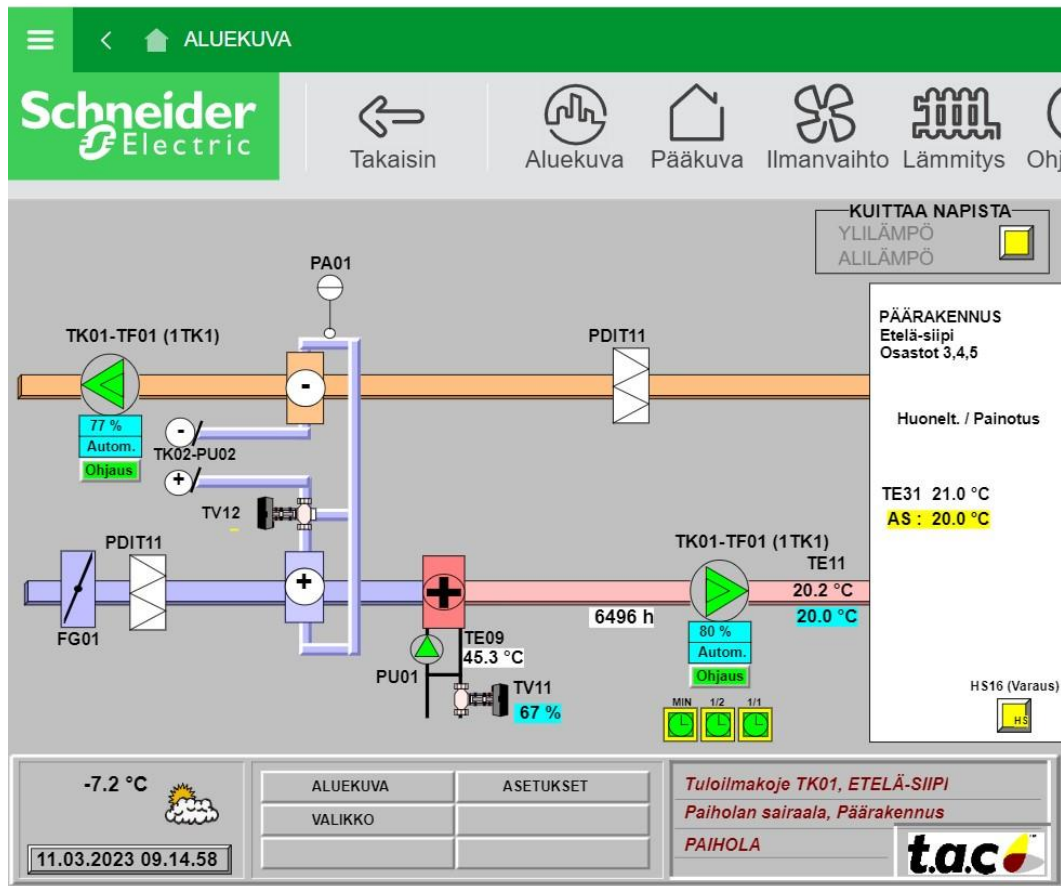 ALUEKUVA
Schneider
Electric
Takaisin
Aluekuva
Pääkuva
Ilmanvaihto
Lämmitys
Ohj
KUITTAA NAPISTA
YLILÄMPÖ
ALILÄMPÖ
PA01
TK01-TF01 (1TK1)
PDIT11
PÄÄRAKENNUS
Etelä-siipi
Osastot 3,4,5
-
77 %
Autom.
Ohjaus
Huonelt. / Painotus
-
TK02-PU02
+
TV12
TE31 21.0 °C
AS : 20.0 °C
PDIT11
TK01-TF01 (1TK1)
TE11
20.2 °C
20.0 °C
+
+
FG01
6496 h
80 %
Autom.
Ohjaus
TE09
45.3 °C
PU01
TV11
67 %
MIN 1/2 1/1
HS16 (Varaus)
HS
-7.2 °C
11.03.2023 09.14.58
ALUEKUVA
ASETUKSET
VALIKKO
Tuloilmakoje TK01, ETELÄ-SIIPI
Paiholan sairaala, Päärakennus
PAIHOLA
t.a.c